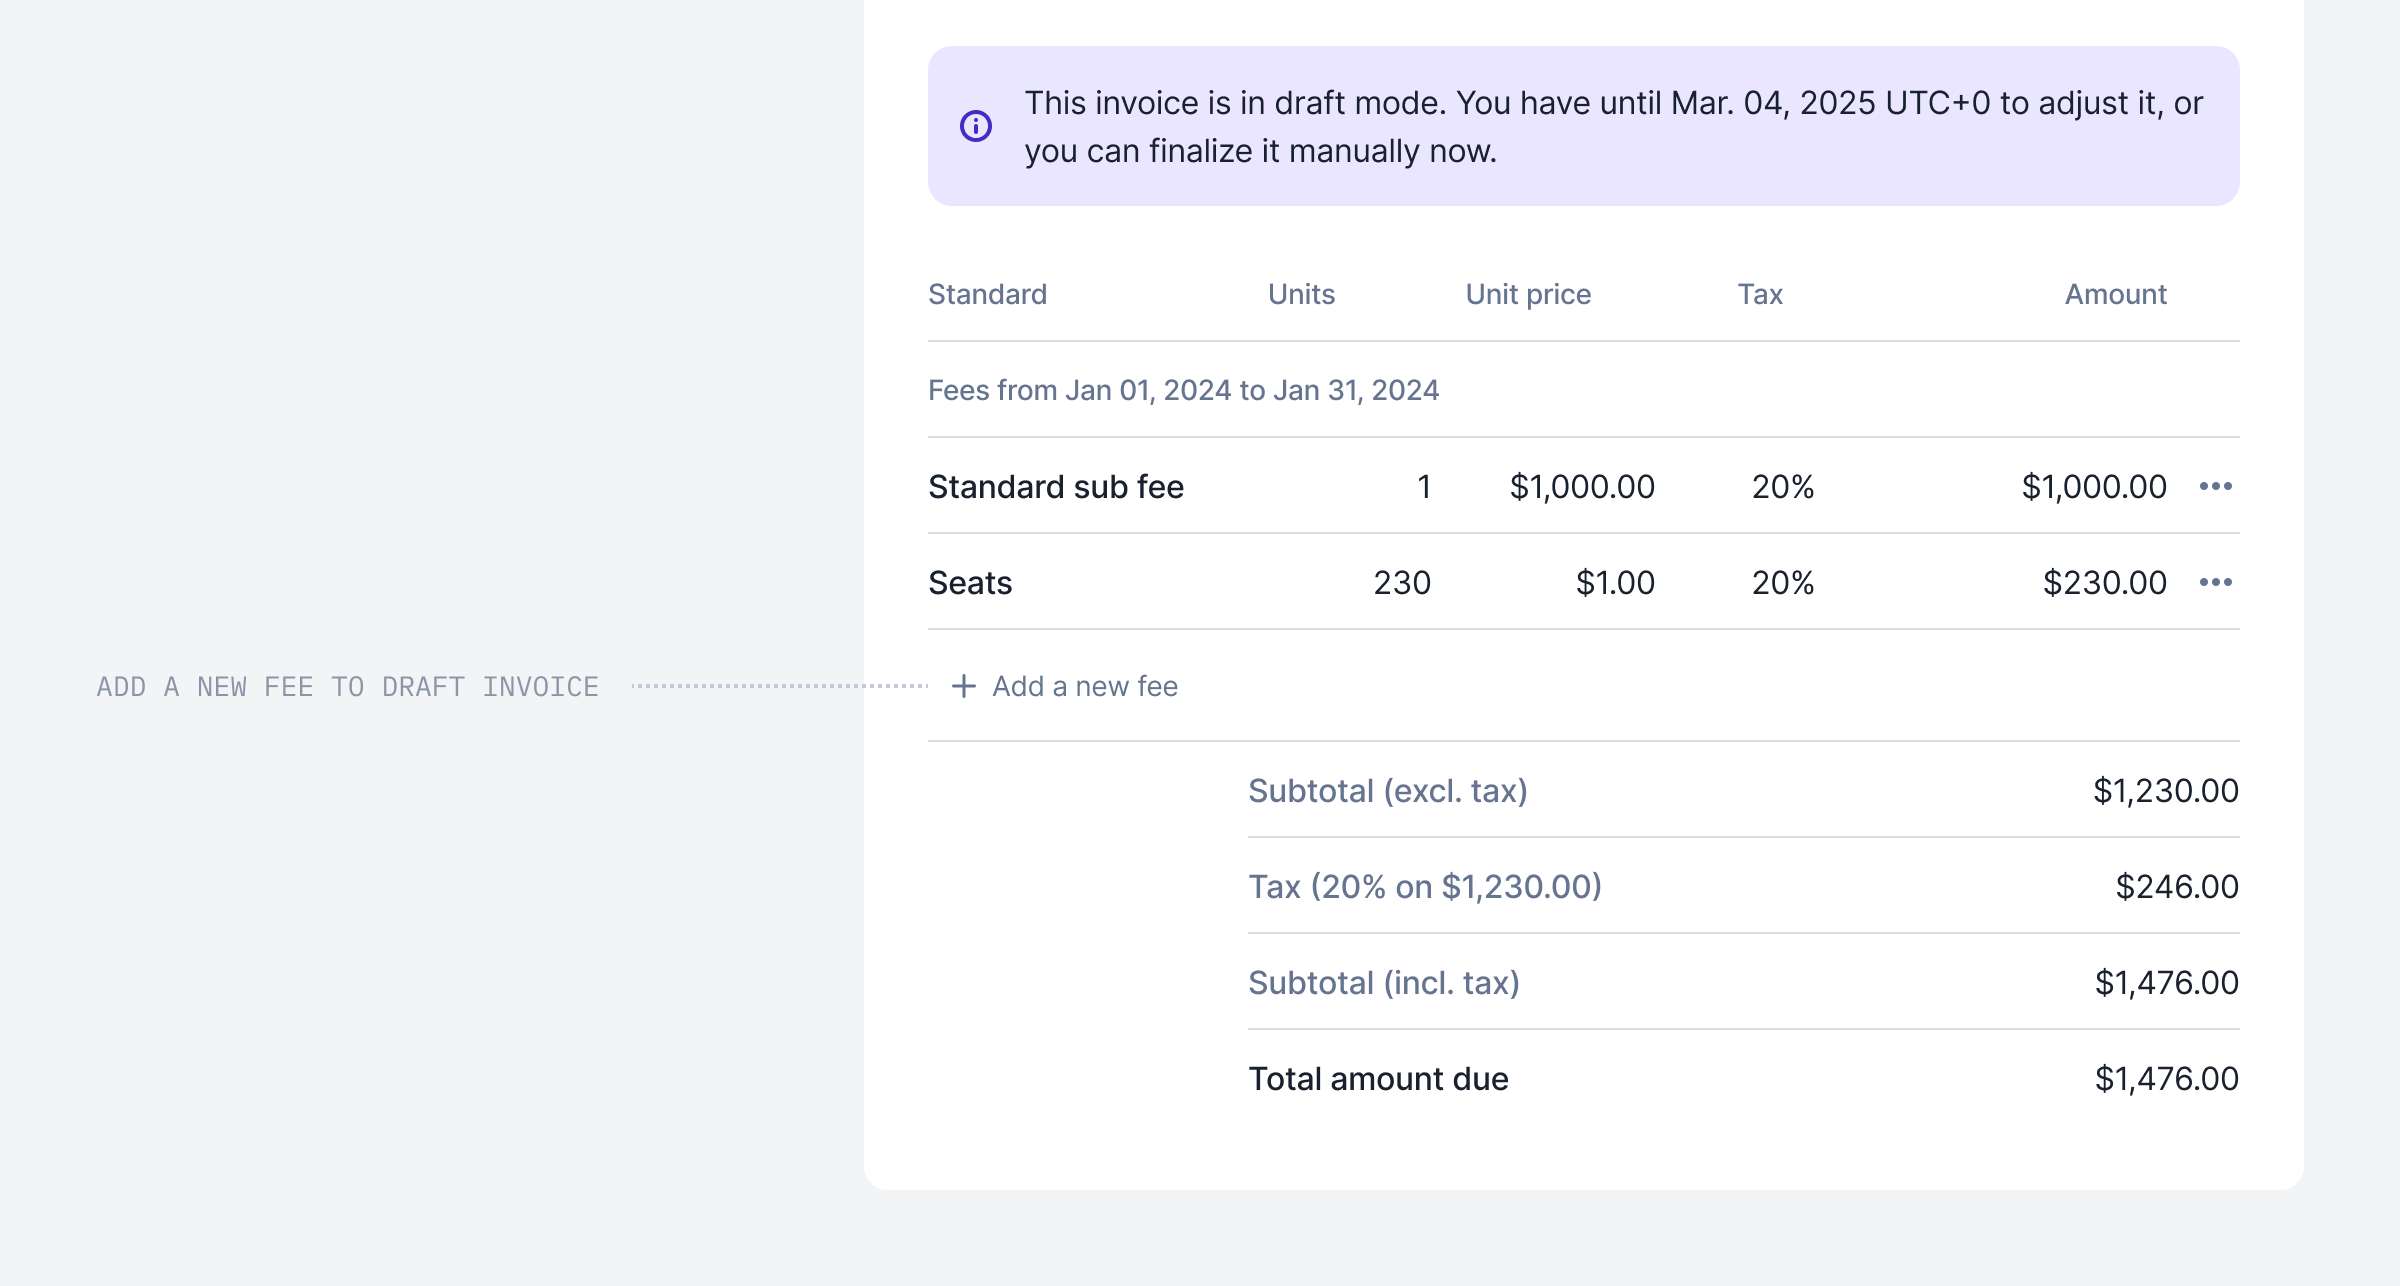 This invoice is in draft mode. You have until Mar. 04, 2025 UTC+0 to adjust it, or
you can finalize it manually now.
Standard Units Unit price Tax Amount
Fees from Jan 01, 2024 to Jan 31, 2024
Standard sub fee 1 $1,000.00 20% $1,000.00
Seats 230 $1.00 20% $230.00
ADD A NEW FEE TO DRAFT INVOICE
Add a new fee
Subtotal (excl. tax) $1,230.00
Tax (20% on $1,230.00) $246.00
Subtotal (incl. tax) $1,476.00
Total amount due $1,476.00